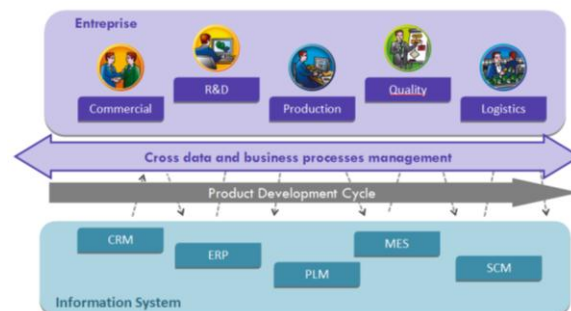 Entreprise
Commercial
R&D
Production
Quality
Logistics
Cross data and business processes management
Product Development Cycle
CRM
ERP
PLM
MES
SCM
Information System